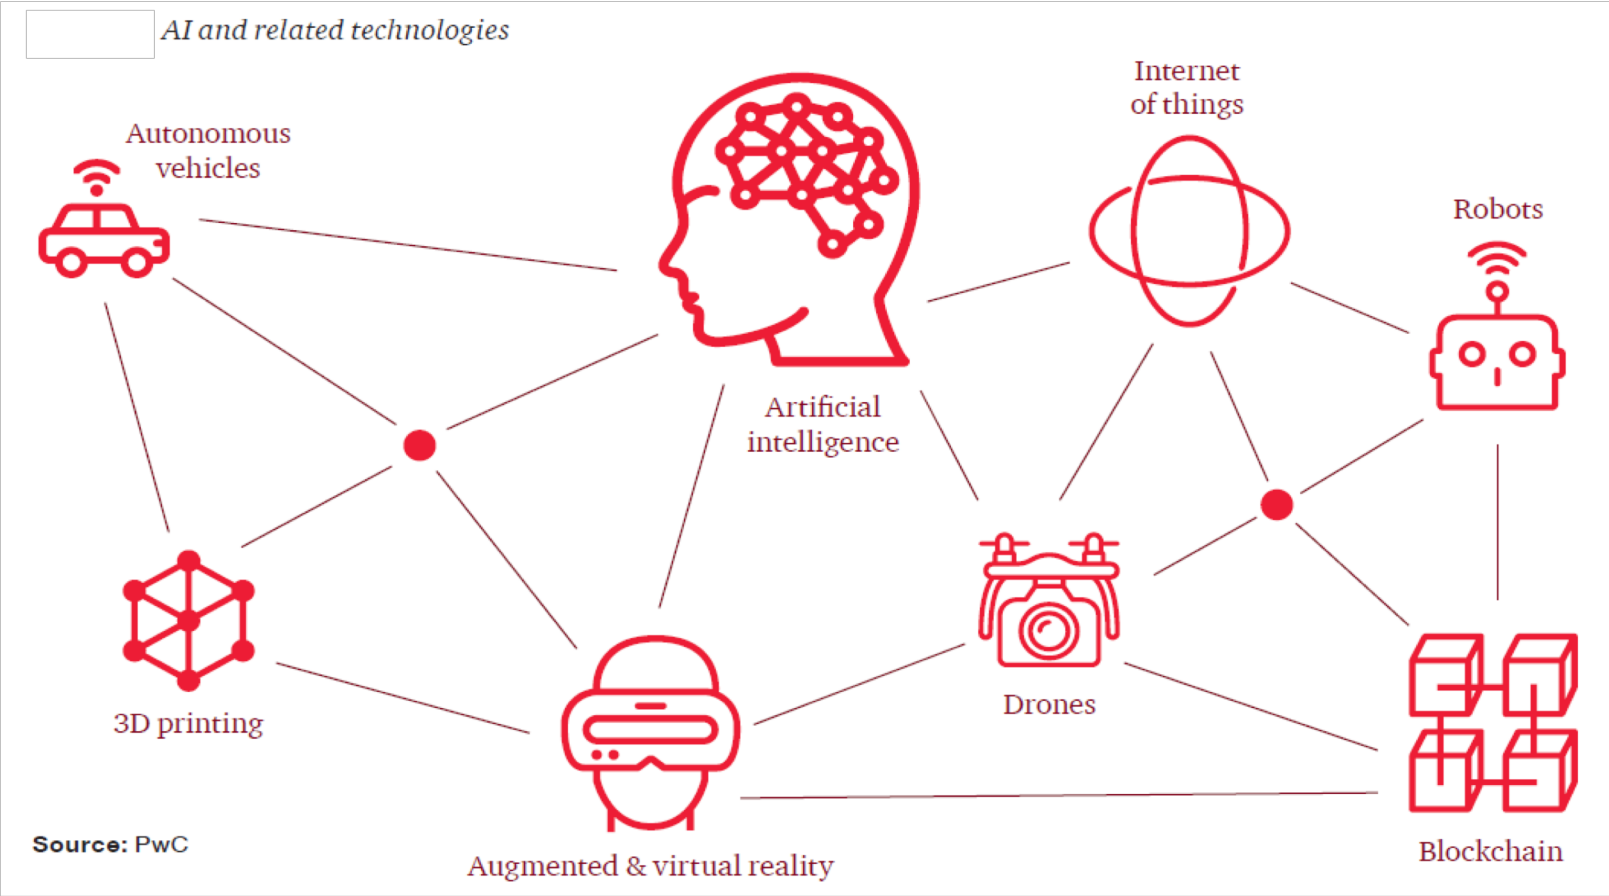 AI and related technologies
Internet
of things
Autonomous
vehicles
Robots
Artificial
intelligence
Drones
3D printing
Source: PwC
Blockchain
Augmented & virtual reality